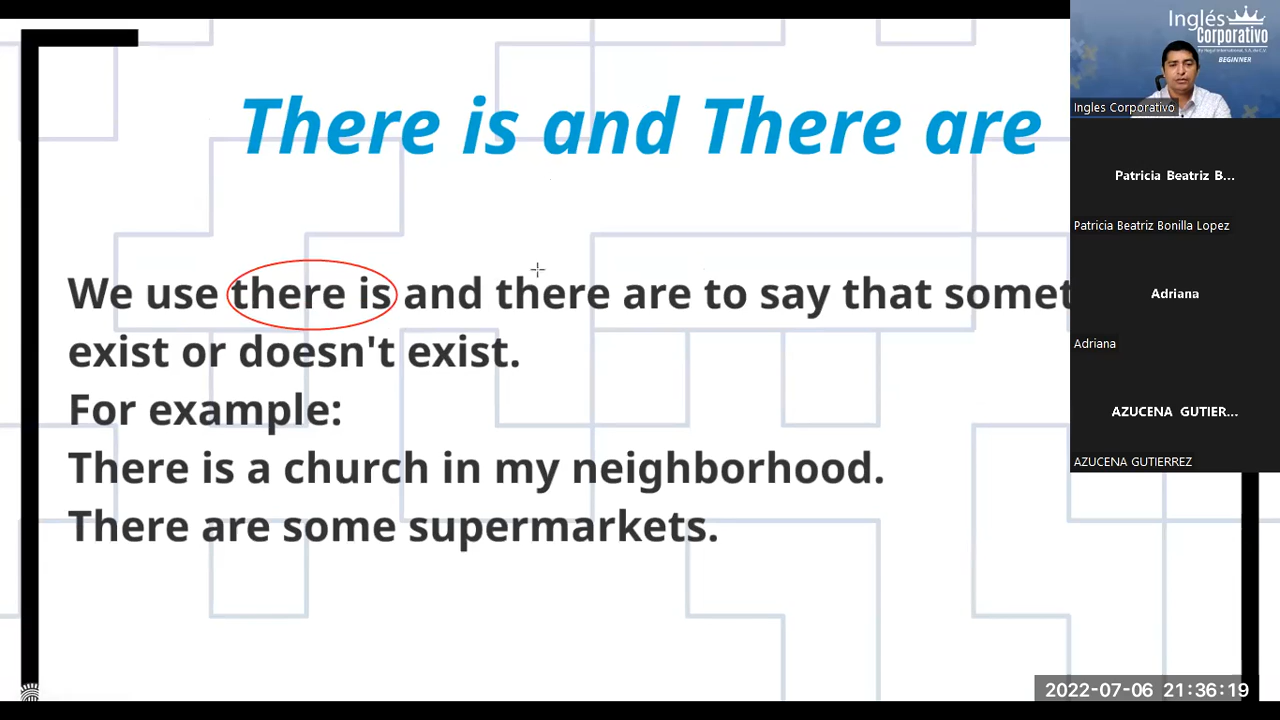 There is and There are
We use there is and there are to say that somet
exist or doesn't exist.
For example:
There is a church in my neighborhood.
There are some supermarkets.
Inglés
Corporativo
BEGINNER
Ingles Corporativo
Patricia Beatriz B...
Patricia Beatriz Bonilla Lopez
Adriana
Adriana
AZUCENA GUTIER...
AZUCENA GUTIERREZ
2022-07-06 21:36:19